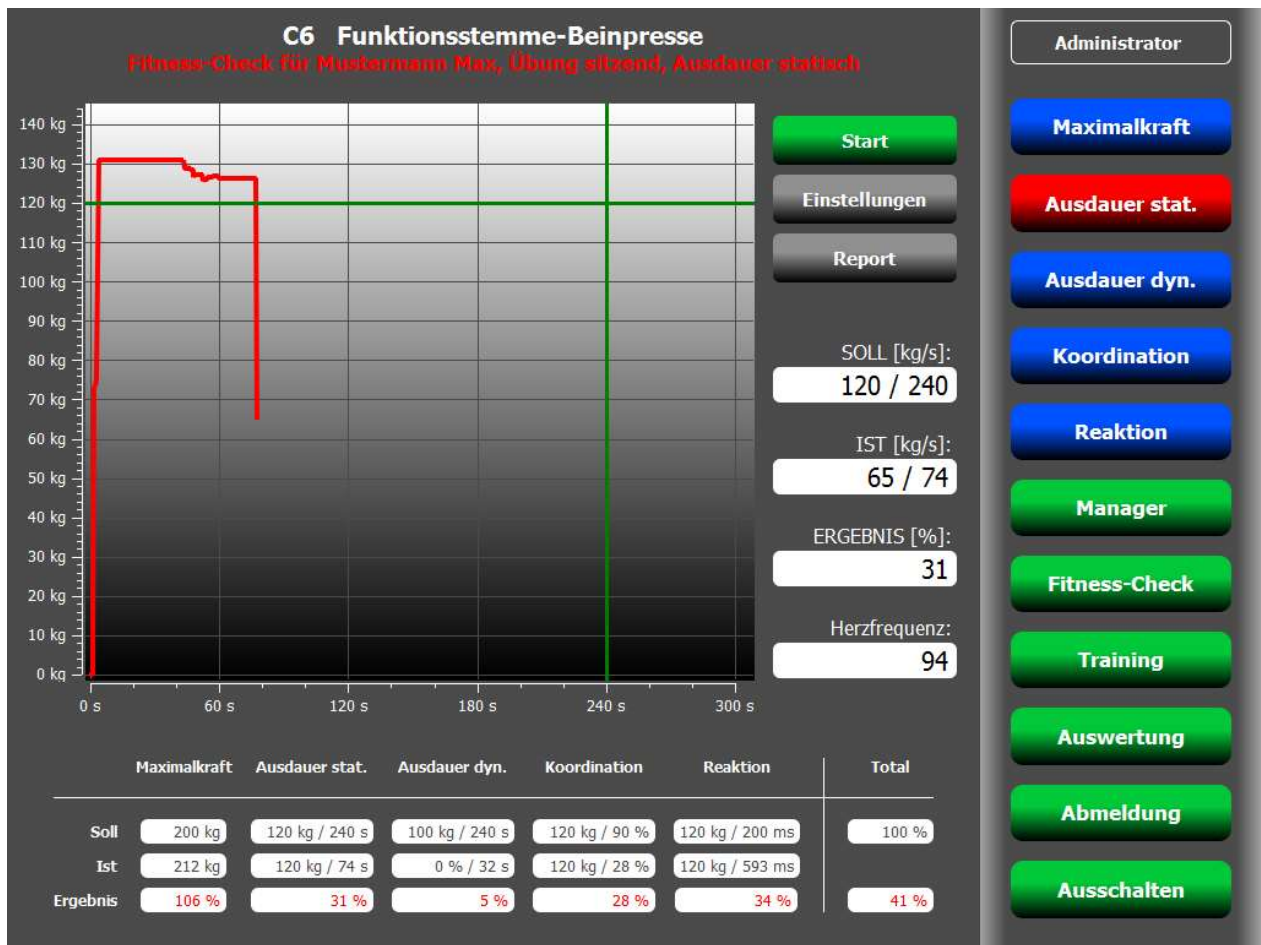 C6 Funktionsstemme-Beinpresse
Fitness-Check für Mustermann Max, Übung sitzend, Ausdauer statisch
140 kg
130 kg
120 kg
110 kg
100 kg
90 kg
80 kg
70 kg
60 kg
50 kg
40 kg
30 kg
20 kg
10 kg
0 kg
0 s 60 s 120 s 180 s 240 s 300 s
Start
Einstellungen
Report
SOLL [kg/s]:
120 / 240
IST [kg/s]:
65 / 74
ERGEBNIS [%]:
31
Herzfrequenz:
94
Maximalkraft Ausdauer stat. Ausdauer dyn. Koordination Reaktion Total
Soll 200 kg 120 kg / 240 s 100 kg / 240 s 120 kg / 90 % 120 kg / 200 ms 100 %
Ist 212 kg 120 kg / 74 s 0 % / 32 s 120 kg / 28 % 120 kg / 593 ms
Ergebnis 106 % 31 % 5 % 28 % 34 % 41 %
Administrator
Maximalkraft
Ausdauer stat.
Ausdauer dyn.
Koordination
Reaktion
Manager
Fitness-Check
Training
Auswertung
Abmeldung
Ausschalten